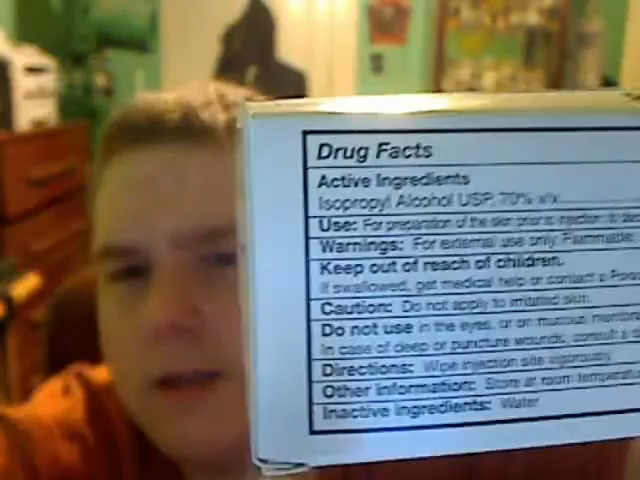 Drug Facts
Active Ingredients
Isopropyl Alcohol USP, 70% v/v
Use: For preparation of the skin prior to injection to
Warnings: For external use only. Flammable
Keep out of reach of children.
If swallowed, get medical help or contact a
Caution: Do not apply to irritated skin.
Do not use in the eyes, or on mucous
In case of deep or puncture wounds, consult a
Directions: Wipe injection site vigorously
Other information: Store at room
Inactive ingredients: Water